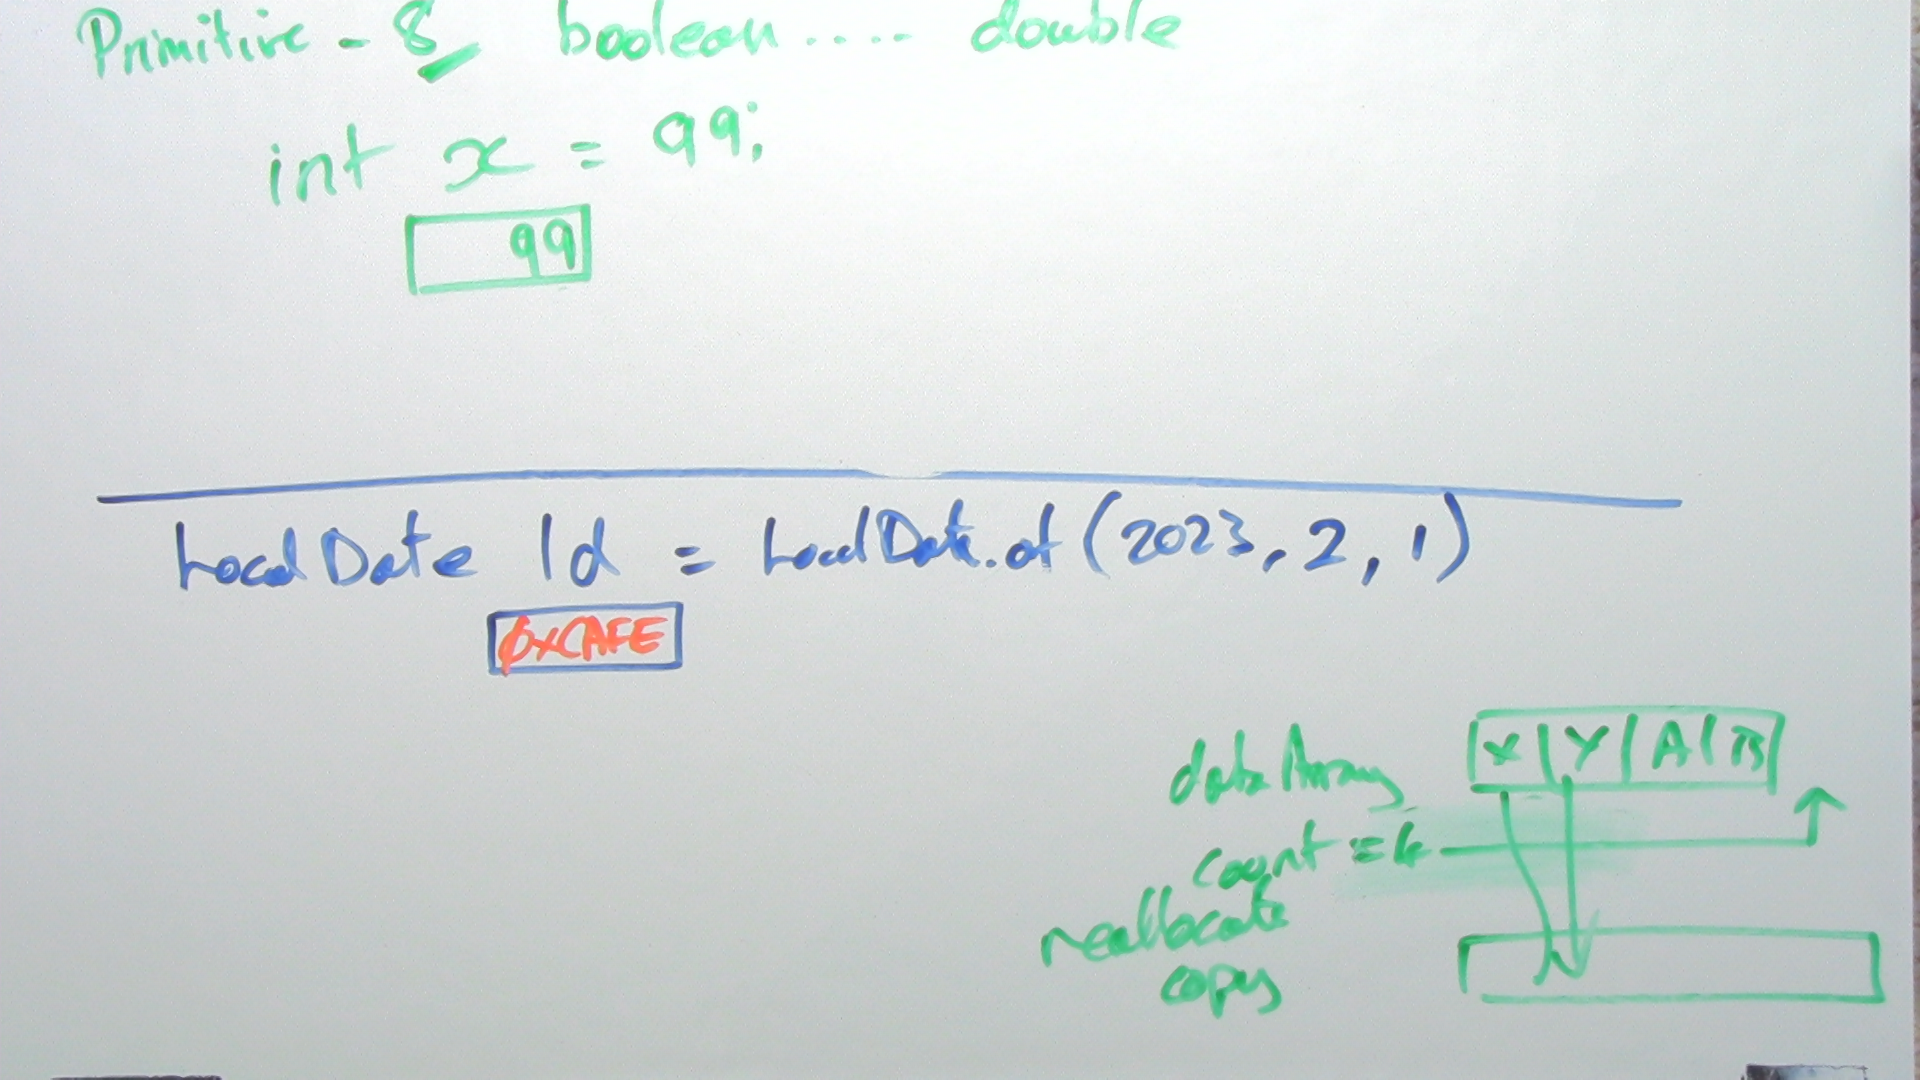 Primitive - 8 boolean .... double
int x = 99;
99
LocalDate ld = LocalDate.of(2023, 2, 1)
0xCAFE
dataArray
X Y A B
count = 4
reallocate
copy